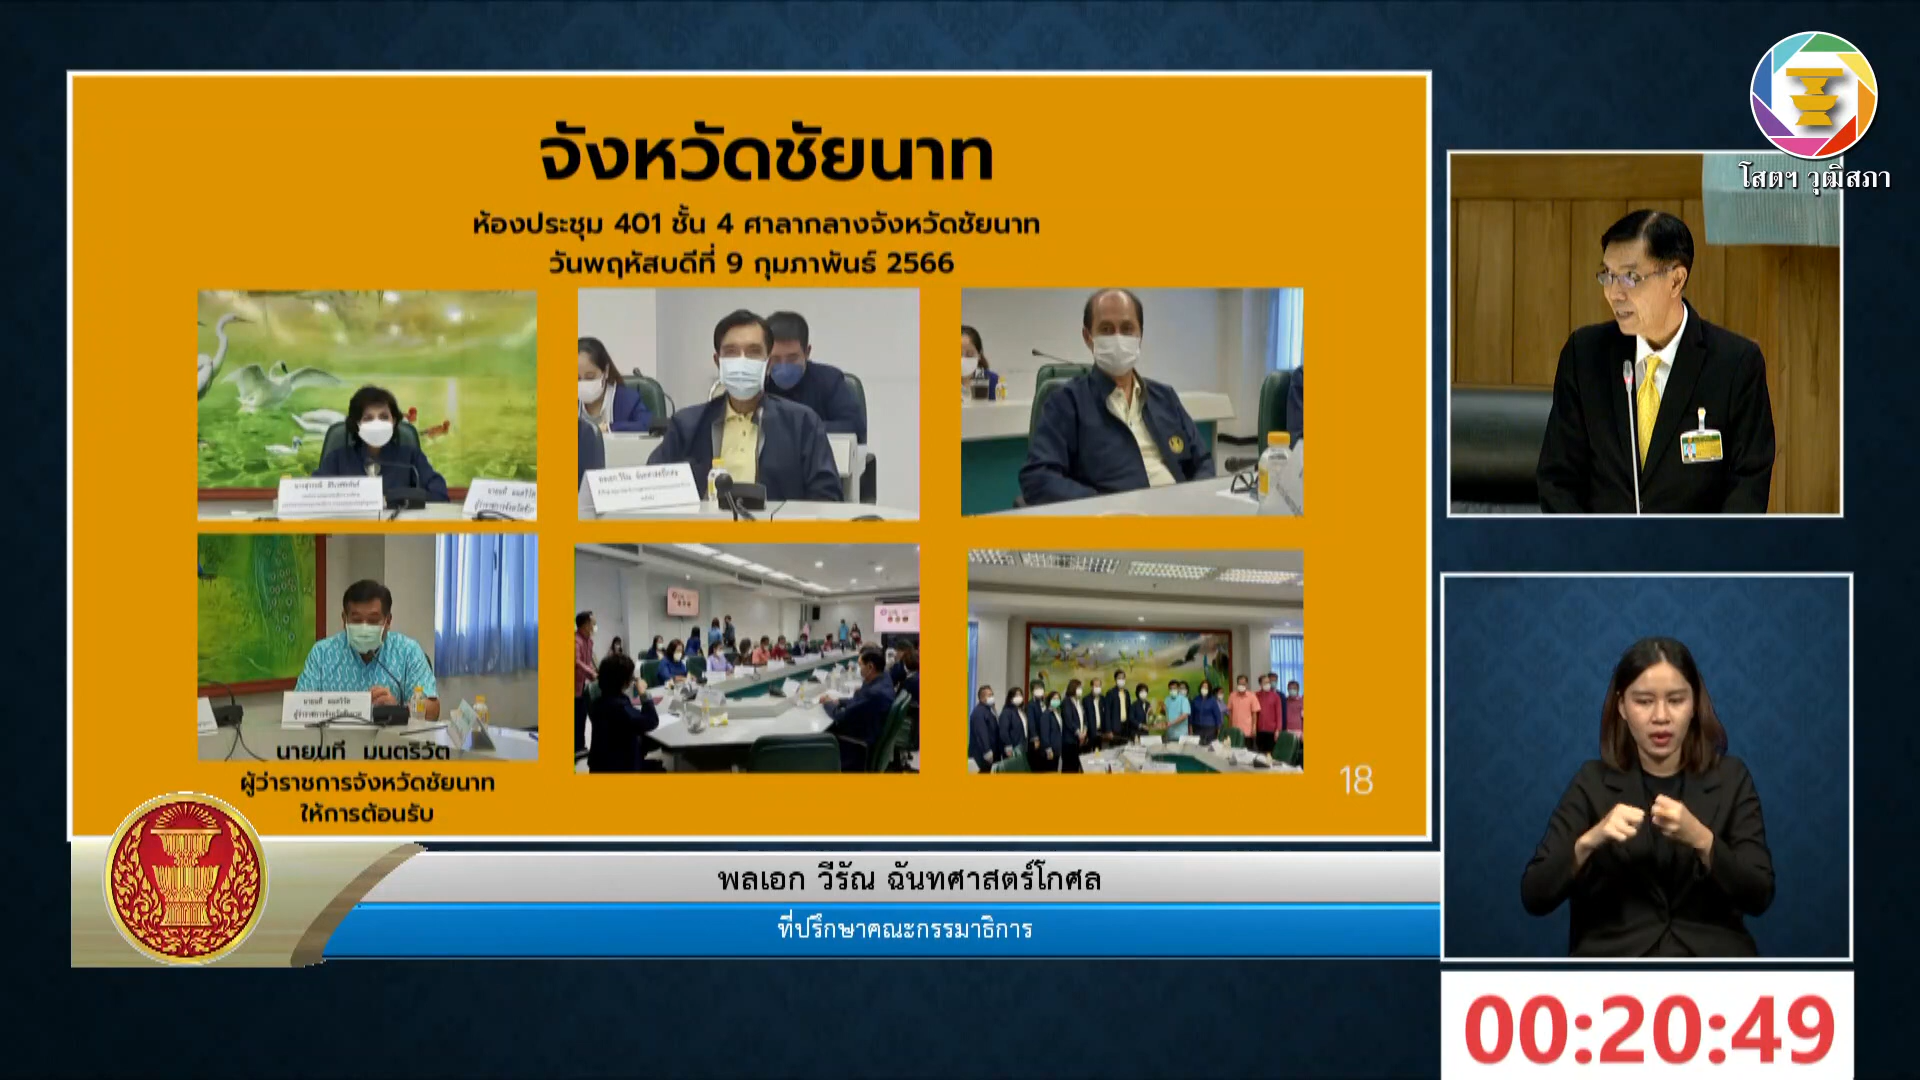 จังหวัดชัยนาท
ห้องประชุม 401 ชั้น 4 ศาลากลางจังหวัดชัยนาท
วันพฤหัสบดีที่ 9 กุมภาพันธ์ 2566
นายนที มนตริวัต
ผู้ว่าราชการจังหวัดชัยนาท
ให้การต้อนรับ
18
โสตฯ วุฒิสภา
พลเอก วีรัณ ฉันทศาสตร์โกศล
ที่ปรึกษาคณะกรรมาธิการ
00:20:49